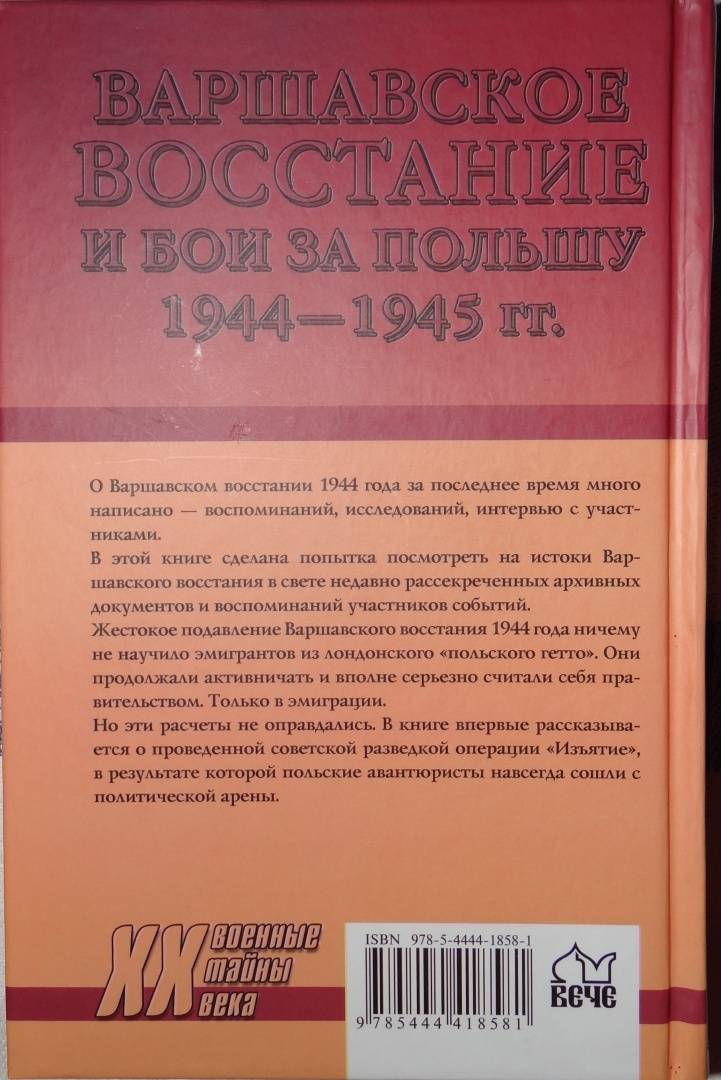 ВАРШАВСКОЕ
ВОССТАНИЕ
И БОИ ЗА ПОЛЬШУ
1944—1945 гг.
О Варшавском восстании 1944 года за последнее время много
написано — воспоминаний, исследований, интервью с участ-
никами.
В этой книге сделана попытка посмотреть на истоки Вар-
шавского восстания в свете недавно рассекреченных архивных
документов и воспоминаний участников событий.
Жестокое подавление Варшавского восстания 1944 года ничему
не научило эмигрантов из лондонского «польского гетто». Они
продолжали активничать и вполне серьезно считали себя пра-
вительством. Только в эмиграции.
Но эти расчеты не оправдались. В книге впервые рассказыва-
ется о проведенной советской разведкой операции «Изъятие»,
в результате которой польские авантюристы навсегда сошли с
политической арены.
XX военные
тайны
века
ISBN 978-5-4444-1858-1
9 785444 418581
ВЕЧЕ